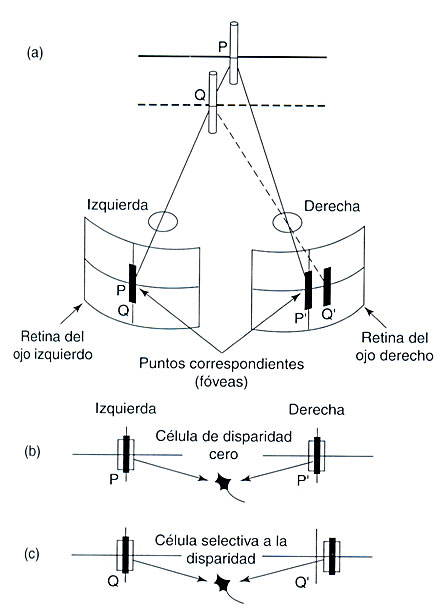 (a)
P
Q
Izquierda
Derecha
P
Q
P'
Q'
Retina del
ojo izquierdo
Puntos correspondientes
(fóveas)
Retina del
ojo derecho
Izquierda
Derecha
(b)
Célula de disparidad
cero
P
P'
(c)
Célula selectiva a la
disparidad
Q
Q'